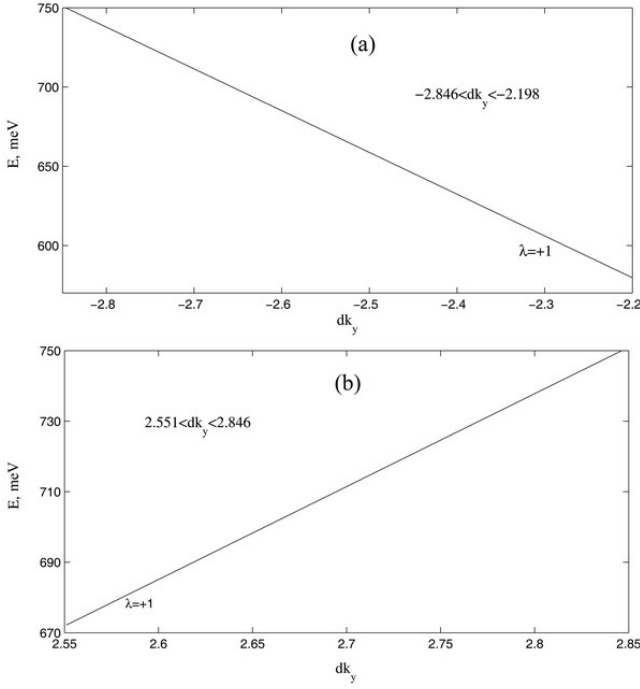 750
(a)
−2.846<dk_y<−2.198
700
E, meV
650
600
λ=+1
−2.8 −2.7 −2.6 −2.5 −2.4 −2.3 −2.2
dk_y
750
(b)
730
2.551<dk_y<2.846
E, meV
710
690
λ=+1
670
2.55 2.6 2.65 2.7 2.75 2.8 2.85
dk_y